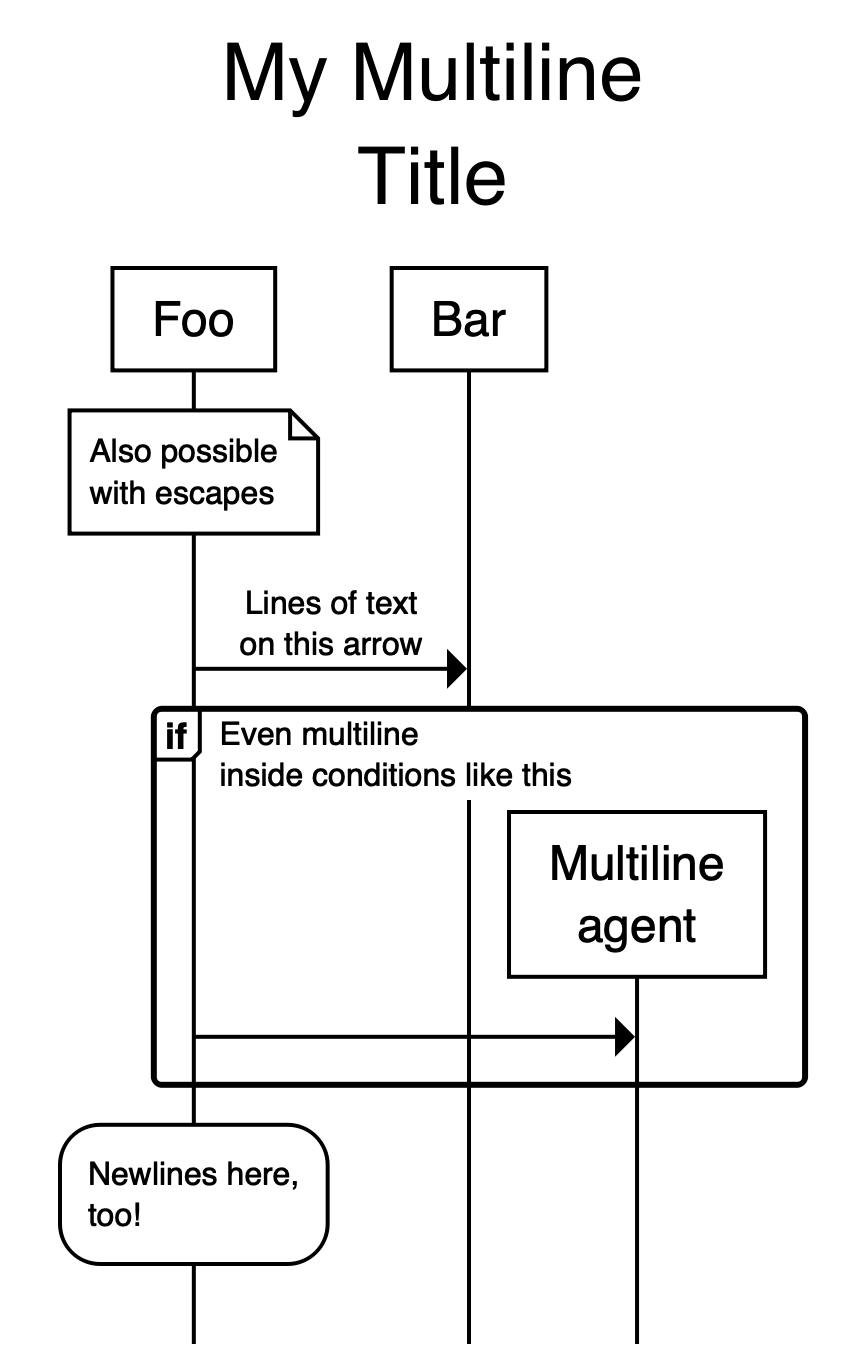 My Multiline
Title
Foo
Bar
Also possible
with escapes
Lines of text
on this arrow
if
Even multiline
inside conditions like this
Multiline
agent
Newlines here,
too!